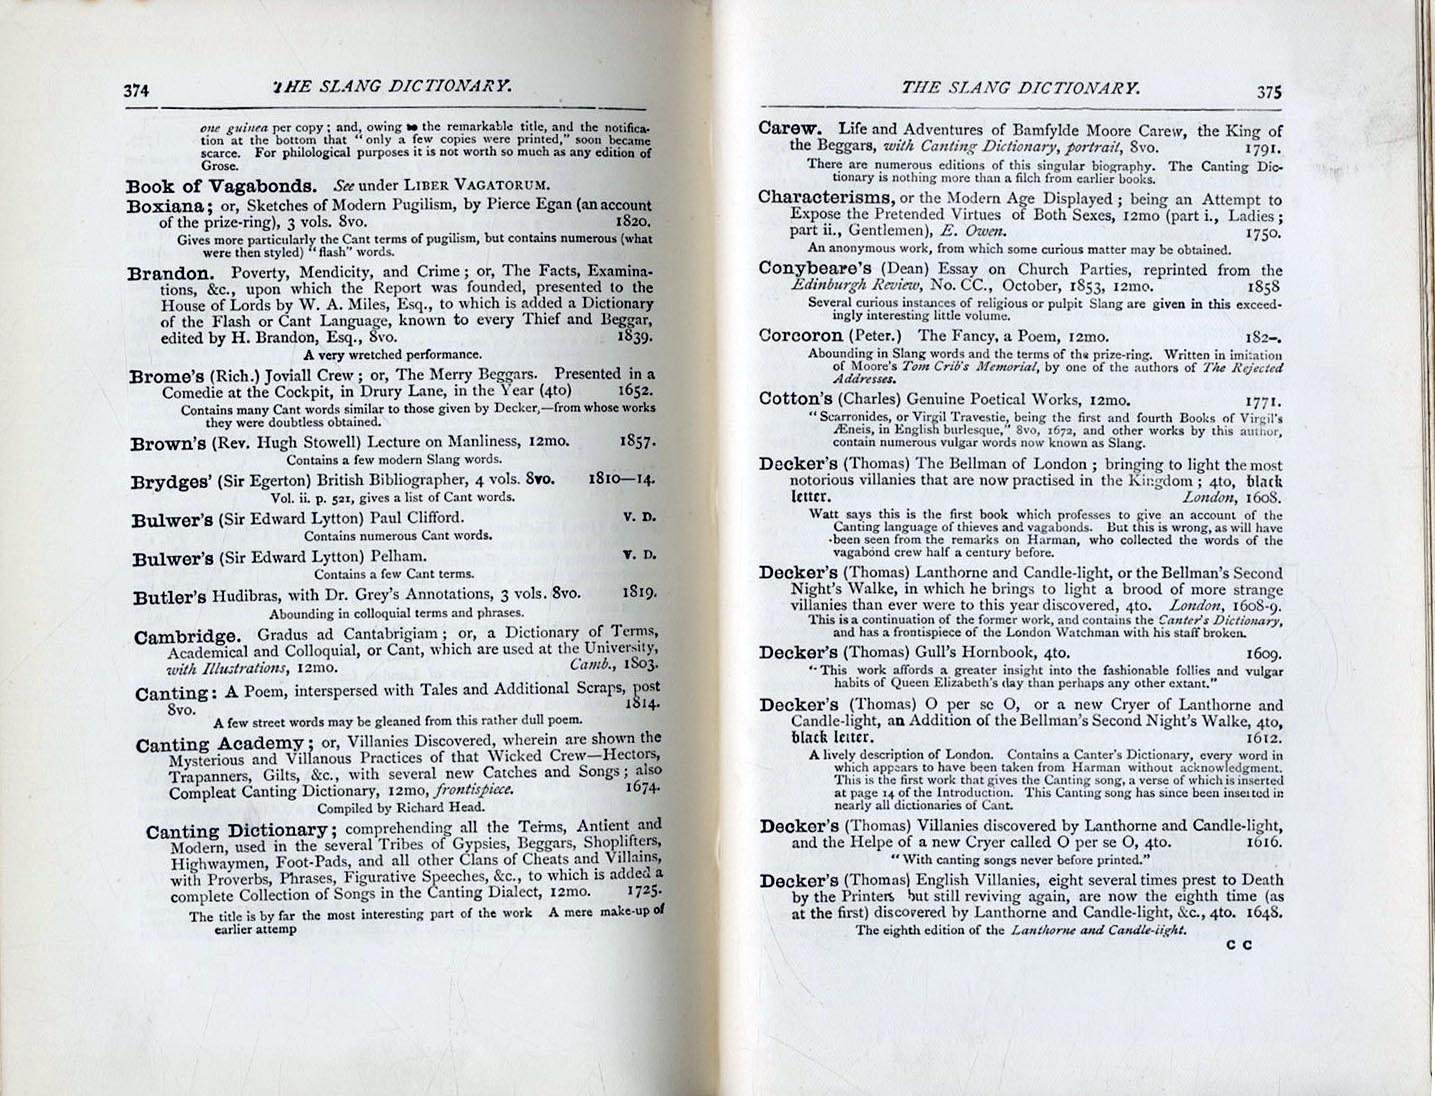 374 THE SLANG DICTIONARY.
one guinea per copy; and, owing to the remarkable title, and the notifica-
tion at the bottom that "only a few copies were printed," soon became
scarce. For philological purposes it is not worth so much as any edition of
Grose.
Book of Vagabonds. See under LIBER VAGATORUM.
Boxiana; or, Sketches of Modern Pugilism, by Pierce Egan (an account
of the prize-ring), 3 vols. 8vo. 1820.
Gives more particularly the Cant terms of pugilism, but contains numerous (what
were then styled) "flash" words.
Brandon. Poverty, Mendicity, and Crime; or, The Facts, Examina-
tions, &c., upon which the Report was founded, presented to the
House of Lords by W. A. Miles, Esq., to which is added a Dictionary
of the Flash or Cant Language, known to every Thief and Beggar,
edited by H. Brandon, Esq., 8vo. 1839.
A very wretched performance.
Brome's (Rich.) Joviall Crew; or, The Merry Beggars. Presented in a
Comedie at the Cockpit, in Drury Lane, in the Year (4to) 1652.
Contains many Cant words similar to those given by Decker,—from whose works
they were doubtless obtained.
Brown's (Rev. Hugh Stowell) Lecture on Manliness, 12mo. 1857.
Contains a few modern Slang words.
Brydges' (Sir Egerton) British Bibliographer, 4 vols. 8vo. 1810—14.
Vol. ii. p. 521, gives a list of Cant words.
Bulwer's (Sir Edward Lytton) Paul Clifford. V. D.
Contains numerous Cant words.
Bulwer's (Sir Edward Lytton) Pelham. V. D.
Contains a few Cant terms.
Butler's Hudibras, with Dr. Grey's Annotations, 3 vols. 8vo. 1819.
Abounding in colloquial terms and phrases.
Cambridge. Gradus ad Cantabrigiam; or, a Dictionary of Terms,
Academical and Colloquial, or Cant, which are used at the University,
with Illustrations, 12mo. Camb., 1803.
Canting: A Poem, interspersed with Tales and Additional Scraps, post
8vo. 1814.
A few street words may be gleaned from this rather dull poem.
Canting Academy; or, Villanies Discovered, wherein are shown the
Mysterious and Villanous Practices of that Wicked Crew—Hectors,
Trapanners, Gilts, &c., with several new Catches and Songs; also
Compleat Canting Dictionary, 12mo, frontispiece. 1674.
Compiled by Richard Head.
Canting Dictionary; comprehending all the Terms, Antient and
Modern, used in the several Tribes of Gypsies, Beggars, Shoplifters,
Highwaymen, Foot-Pads, and all other Clans of Cheats and Villains,
with Proverbs, Phrases, Figurative Speeches, &c., to which is added a
complete Collection of Songs in the Canting Dialect, 12mo. 1725.
The title is by far the most interesting part of the work A mere make-up of
earlier attemp
THE SLANG DICTIONARY. 375
Carew. Life and Adventures of Bamfylde Moore Carew, the King of
the Beggars, with Canting Dictionary, portrait, 8vo. 1791.
There are numerous editions of this singular biography. The Canting Dic-
tionary is nothing more than a filch from earlier books.
Characterisms, or the Modern Age Displayed; being an Attempt to
Expose the Pretended Virtues of Both Sexes, 12mo (part i., Ladies;
part ii., Gentlemen), E. Owen. 1750.
An anonymous work, from which some curious matter may be obtained.
Conybeare's (Dean) Essay on Church Parties, reprinted from the
Edinburgh Review, No. CC., October, 1853, 12mo. 1858
Several curious instances of religious or pulpit Slang are given in this exceed-
ingly interesting little volume.
Corcoron (Peter.) The Fancy, a Poem, 12mo. 182–.
Abounding in Slang words and the terms of the prize-ring. Written in imitation
of Moore's Tom Crib's Memorial, by one of the authors of The Rejected
Addresses.
Cotton's (Charles) Genuine Poetical Works, 12mo. 1771.
"Scarronides, or Virgil Travestie, being the first and fourth Books of Virgil's
Æneis, in English burlesque," 8vo, 1672, and other works by this author,
contain numerous vulgar words now known as Slang.
Decker's (Thomas) The Bellman of London; bringing to light the most
notorious villanies that are now practised in the Kingdom; 4to, black
letter. London, 1608.
Watt says this is the first book which professes to give an account of the
Canting language of thieves and vagabonds. But this is wrong, as will have
been seen from the remarks on Harman, who collected the words of the
vagabond crew half a century before.
Decker's (Thomas) Lanthorne and Candle-light, or the Bellman's Second
Night's Walke, in which he brings to light a brood of more strange
villanies than ever were to this year discovered, 4to. London, 1608-9.
This is a continuation of the former work, and contains the Canter's Dictionary,
and has a frontispiece of the London Watchman with his staff broken.
Decker's (Thomas) Gull's Hornbook, 4to. 1609.
"This work affords a greater insight into the fashionable follies and vulgar
habits of Queen Elizabeth's day than perhaps any other extant."
Decker's (Thomas) O per se O, or a new Cryer of Lanthorne and
Candle-light, an Addition of the Bellman's Second Night's Walke, 4to,
black letter. 1612.
A lively description of London. Contains a Canter's Dictionary, every word in
which appears to have been taken from Harman without acknowledgment.
This is the first work that gives the Canting song, a verse of which is inserted
at page 14 of the Introduction. This Canting song has since been inserted in
nearly all dictionaries of Cant.
Decker's (Thomas) Villanies discovered by Lanthorne and Candle-light,
and the Helpe of a new Cryer called O per se O, 4to. 1616.
"With canting songs never before printed."
Decker's (Thomas) English Villanies, eight several times prest to Death
by the Printers but still reviving again, are now the eighth time (as
at the first) discovered by Lanthorne and Candle-light, &c., 4to. 1648.
The eighth edition of the Lanthorne and Candle-light.
C C